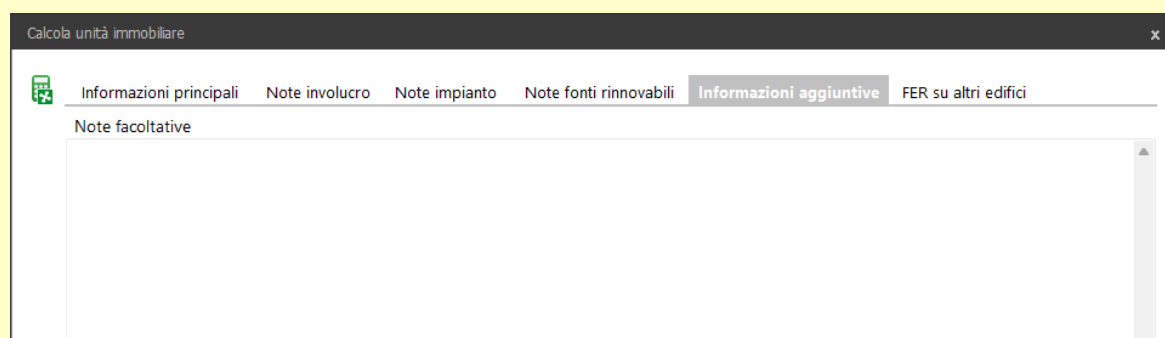 Calcola unità immobiliare x
Informazioni principali Note involucro Note impianto Note fonti rinnovabili Informazioni aggiuntive FER su altri edifici
Note facoltative